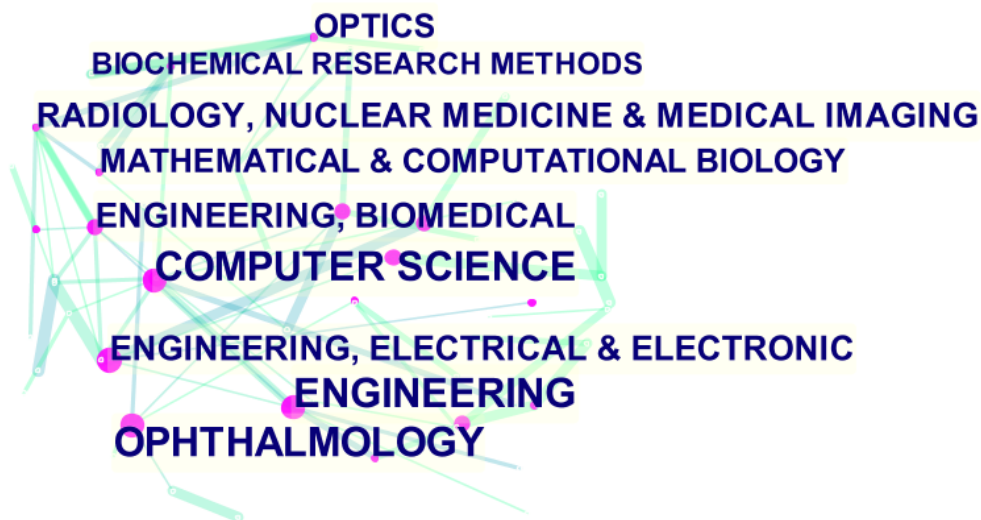 OPTICS
BIOCHEMICAL RESEARCH METHODS
RADIOLOGY, NUCLEAR MEDICINE & MEDICAL IMAGING
MATHEMATICAL & COMPUTATIONAL BIOLOGY
ENGINEERING, BIOMEDICAL
COMPUTER SCIENCE
ENGINEERING, ELECTRICAL & ELECTRONIC
ENGINEERING
OPHTHALMOLOGY